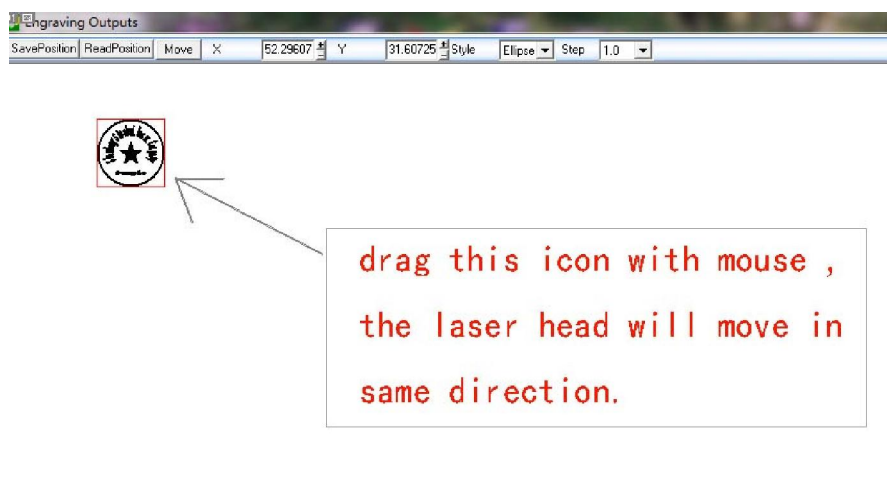 Engraving Outputs
SavePosition ReadPosition Move X 52.29607 Y 31.60725 Style Ellipse Step 1.0
drag this icon with mouse ,
the laser head will move in
same direction.